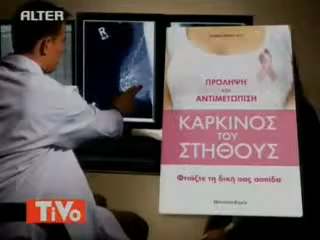 ALTER
R
ΠΡΟΛΗΨΗ
και
ΑΝΤΙΜΕΤΩΠΙΣΗ
ΚΑΡΚΙΝΟΣ
ΤΟΥ
ΣΤΗΘΟΥΣ
Φτιάξτε τη δική σας ασπίδα
TiVo